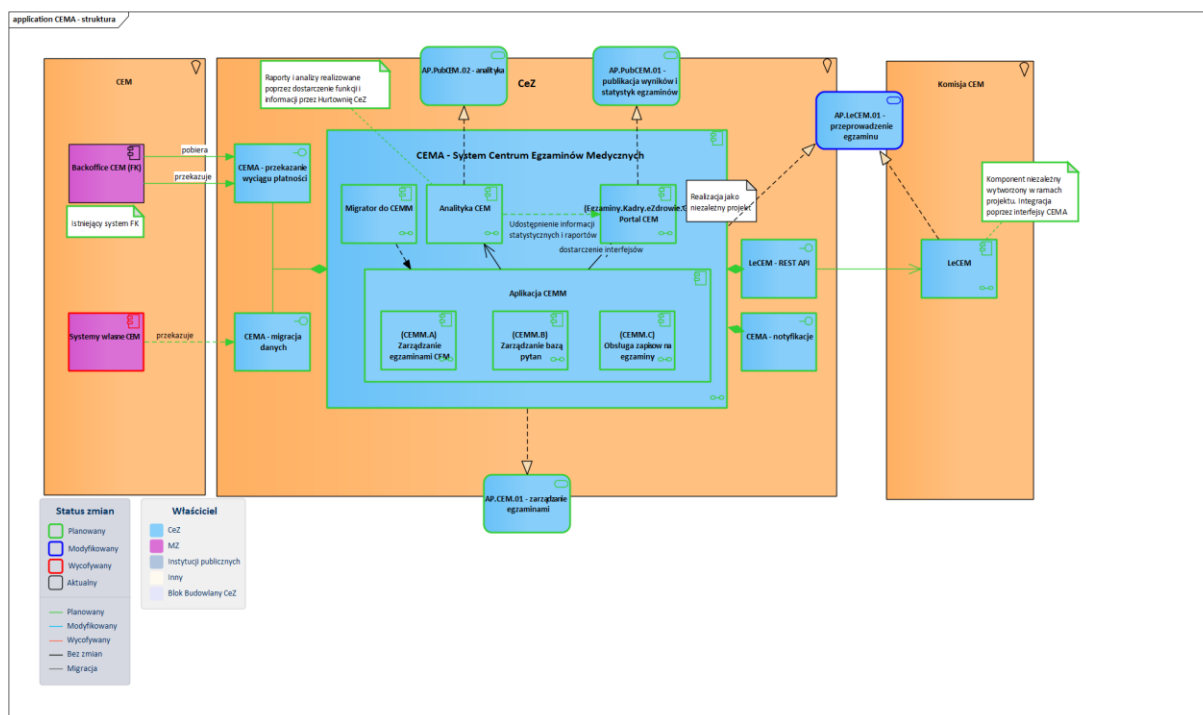 application CEMA - struktura
CEM
CeZ
Komisja CEM
Raporty i analizy realizowane
poprzez dostarczenie funkcji i
informacji przez Hurtownię CeZ
AP.PubCEM.02 - analityka
AP.PubCEM.01 -
publikacja wyników i
statystyk egzaminów
AP.LeCEM.01 -
przeprowadzenie
egzaminu
Backoffice CEM (FK)
pobiera
przekazuje
Istniejący system FK
CEMA - przekazanie
wyciągu płatności
CEMA - System Centrum Egzaminów Medycznych
Migrator do CEMM
Analityka CEM
(Egzaminy.Kadry.eZdrowie.
Portal CEM
Udostępnienie informacji
statystycznych i raportów
dostarczenie interfejsów
Realizacja jako
niezależny projekt
Komponent niezależny
wytworzony w ramach
projektu. Integracja
poprzez interfejsy CEMA
LeCEM - REST API
LeCEM
Systemy własne CEM
przekazuje
CEMA - migracja
danych
Aplikacja CEMM
(CEMM.A)
Zarządzanie
egzaminami CEM
(CEMM.B)
Zarządzanie bazą
pytan
(CEMM.C)
Obsługa zapisow na
egzaminy
CEMA - notyfikacje
AP.CEM.01 - zarządzanie
egzaminami
Status zmian
Planowany
Modyfikowany
Wycofywany
Aktualny
Planowany
Modyfikowany
Wycofywany
Bez zmian
Migracja
Właściciel
CeZ
MZ
Instytucji publicznych
Inny
Blok Budowlany CeZ